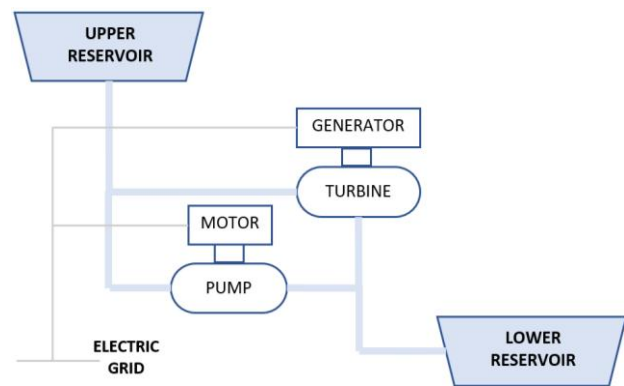 UPPER
RESERVOIR
GENERATOR
TURBINE
MOTOR
PUMP
LOWER
RESERVOIR
ELECTRIC
GRID